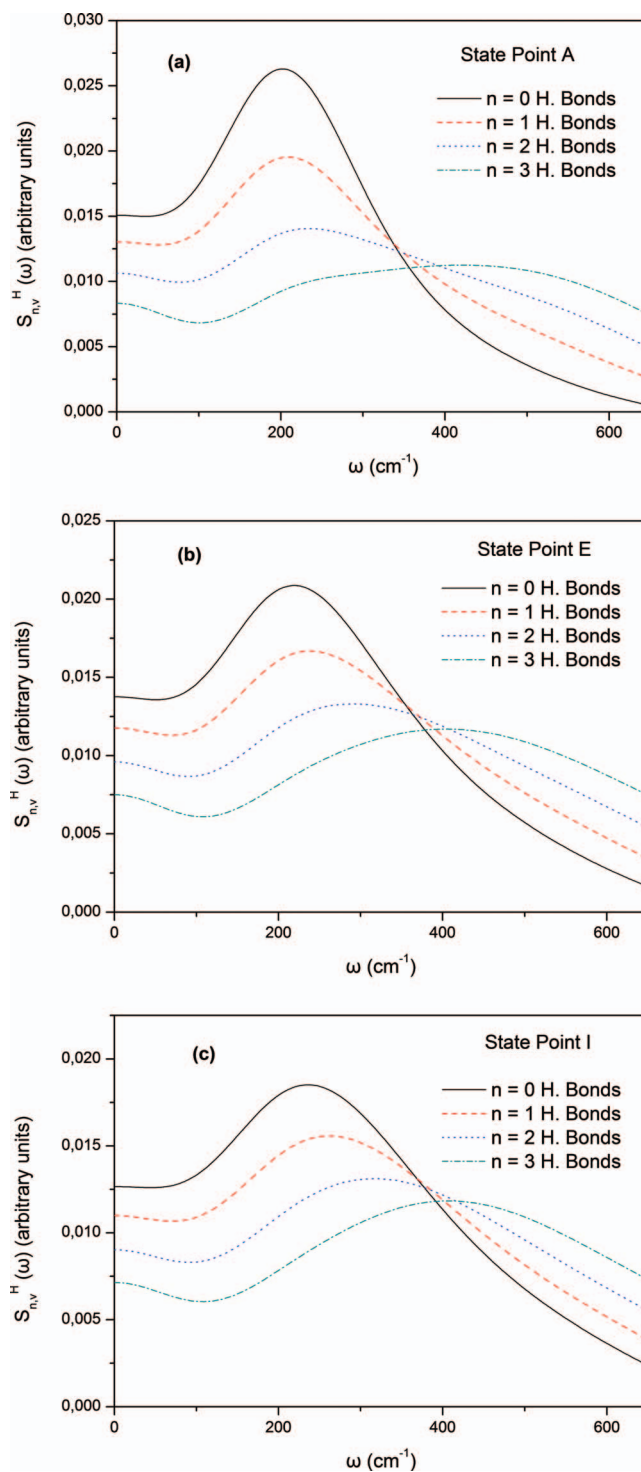 0,030
(a)
State Point A
n = 0 H. Bonds
n = 1 H. Bonds
n = 2 H. Bonds
n = 3 H. Bonds
0,025
0,020
0,015
0,010
0,005
0,000
S_{n,v}^{H} (ω) (arbitrary units)
0 200 400 600
ω (cm^{-1})
0,025
(b)
State Point E
n = 0 H. Bonds
n = 1 H. Bonds
n = 2 H. Bonds
n = 3 H. Bonds
0,020
0,015
0,010
0,005
0,000
S_{n,v}^{H} (ω) (arbitrary units)
0 200 400 600
ω (cm^{-1})
(c)
State Point I
n = 0 H. Bonds
n = 1 H. Bonds
n = 2 H. Bonds
n = 3 H. Bonds
0,020
0,015
0,010
0,005
0,000
S_{n,v}^{H} (ω) (arbitrary units)
0 200 400 600
ω (cm^{-1})